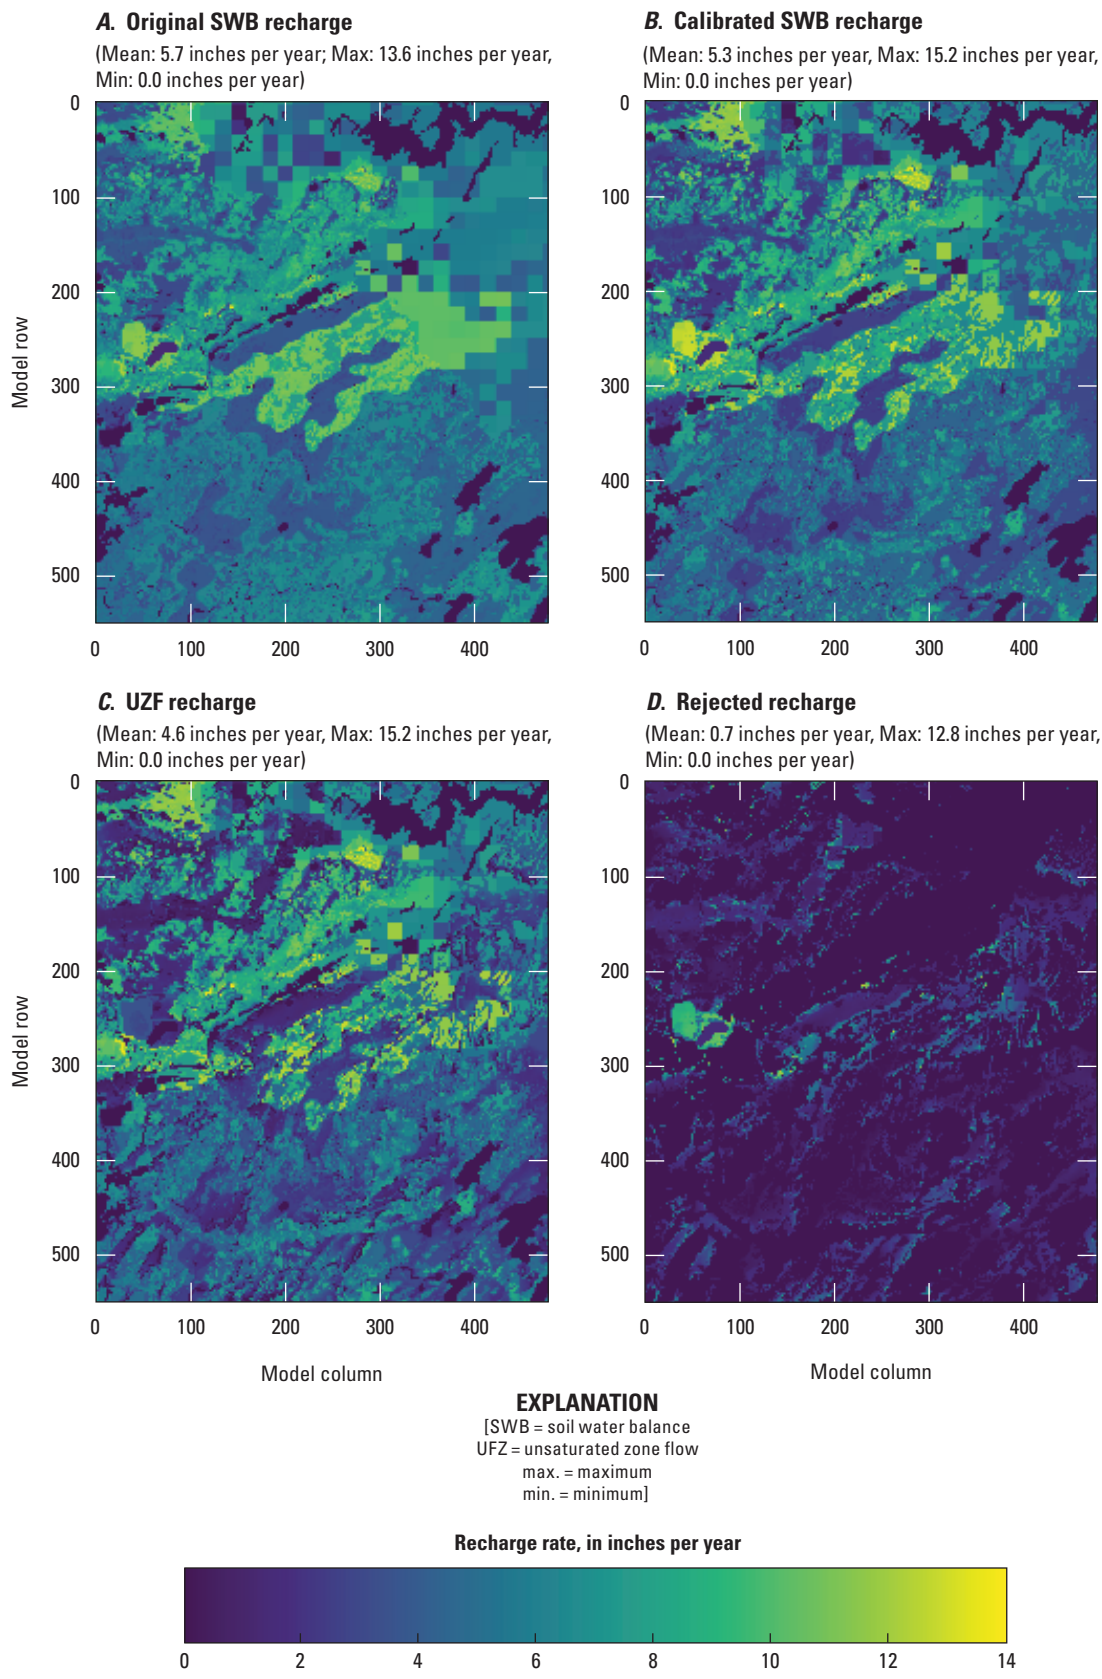 A. Original SWB recharge
(Mean: 5.7 inches per year; Max: 13.6 inches per year,
Min: 0.0 inches per year)
0
100
200
300
400
500
Model row
0 100 200 300 400
B. Calibrated SWB recharge
(Mean: 5.3 inches per year, Max: 15.2 inches per year,
Min: 0.0 inches per year)
0
100
200
300
400
500
0 100 200 300 400
C. UZF recharge
(Mean: 4.6 inches per year, Max: 15.2 inches per year,
Min: 0.0 inches per year)
0
100
200
300
400
500
Model row
0 100 200 300 400
Model column
D. Rejected recharge
(Mean: 0.7 inches per year, Max: 12.8 inches per year,
Min: 0.0 inches per year)
0
100
200
300
400
500
0 100 200 300 400
Model column
EXPLANATION
[SWB = soil water balance
UFZ = unsaturated zone flow
max. = maximum
min. = minimum]
Recharge rate, in inches per year
0 2 4 6 8 10 12 14